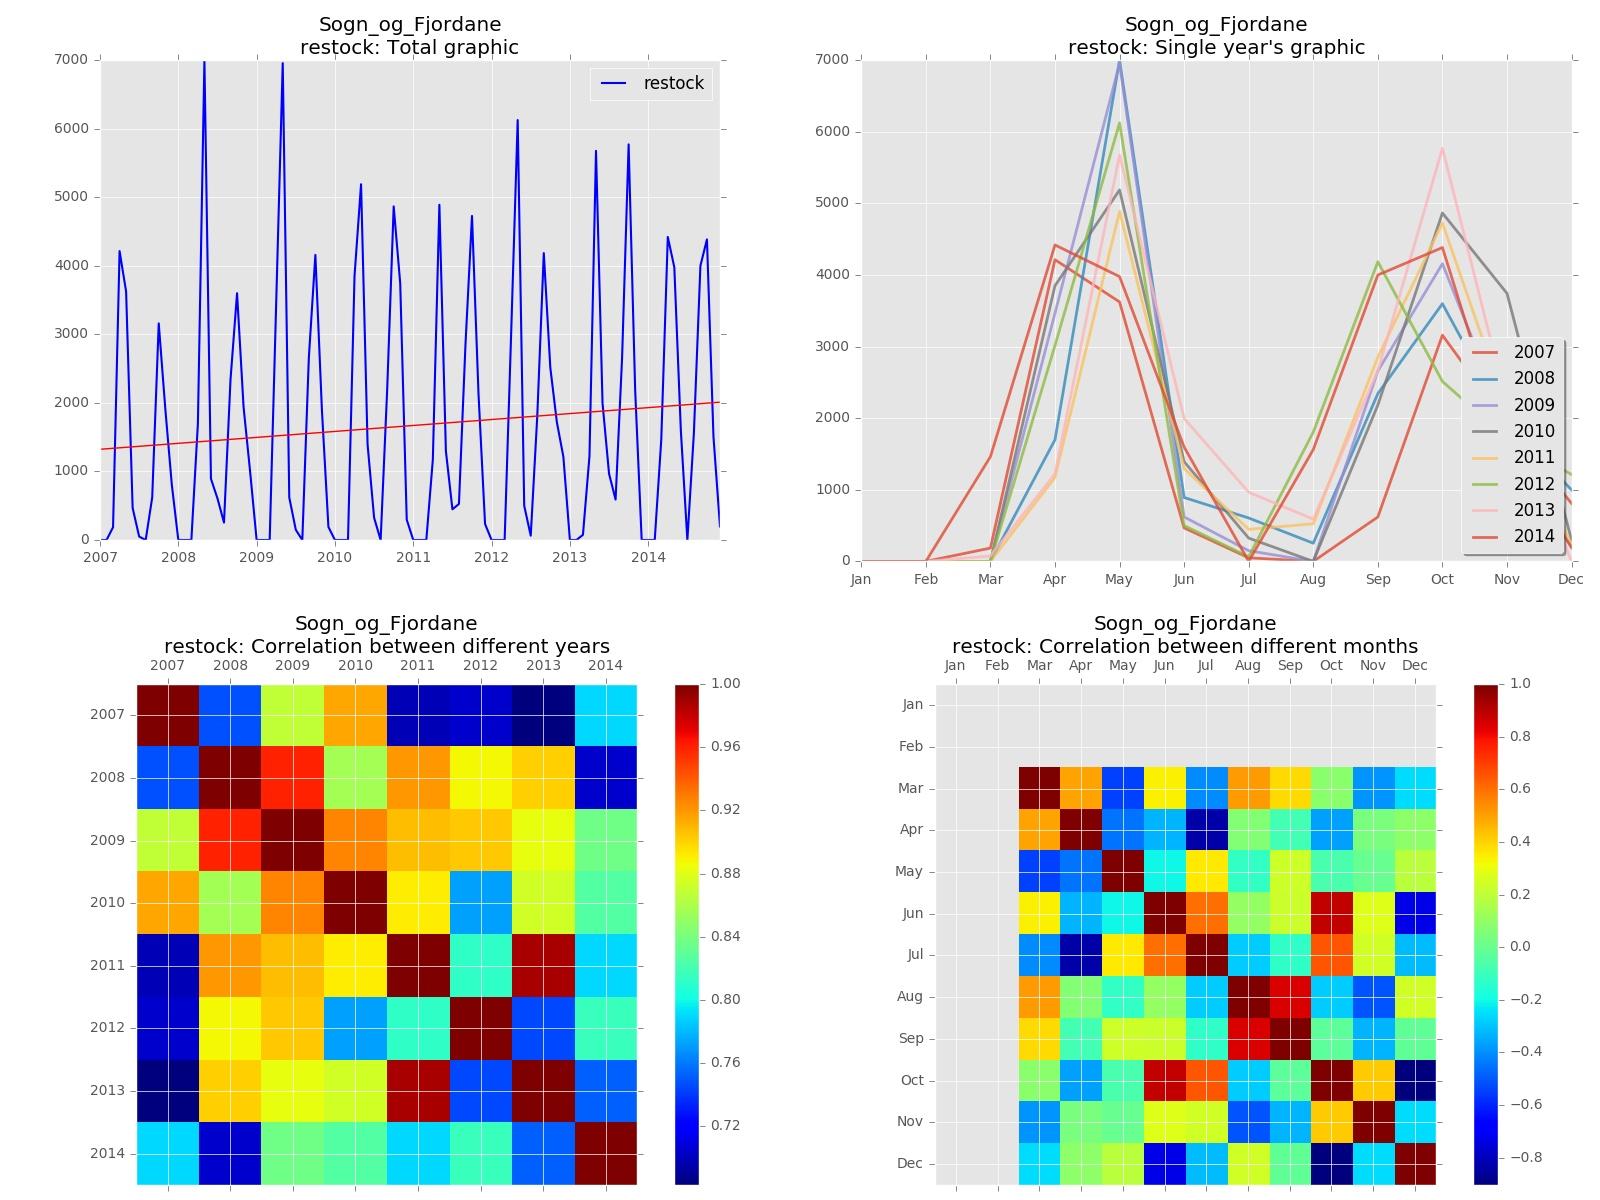 Sogn_og_Fjordane
restock: Total graphic
7000
6000
5000
4000
3000
2000
1000
0
2007 2008 2009 2010 2011 2012 2013 2014
restock
Sogn_og_Fjordane
restock: Single year's graphic
7000
6000
5000
4000
3000
2000
1000
0
Jan Feb Mar Apr May Jun Jul Aug Sep Oct Nov Dec
2007
2008
2009
2010
2011
2012
2013
2014
Sogn_og_Fjordane
restock: Correlation between different years
2007 2008 2009 2010 2011 2012 2013 2014
2007
2008
2009
2010
2011
2012
2013
2014
1.00
0.96
0.92
0.88
0.84
0.80
0.76
0.72
Sogn_og_Fjordane
restock: Correlation between different months
Jan Feb Mar Apr May Jun Jul Aug Sep Oct Nov Dec
Jan
Feb
Mar
Apr
May
Jun
Jul
Aug
Sep
Oct
Nov
Dec
1.0
0.8
0.6
0.4
0.2
0.0
−0.2
−0.4
−0.6
−0.8